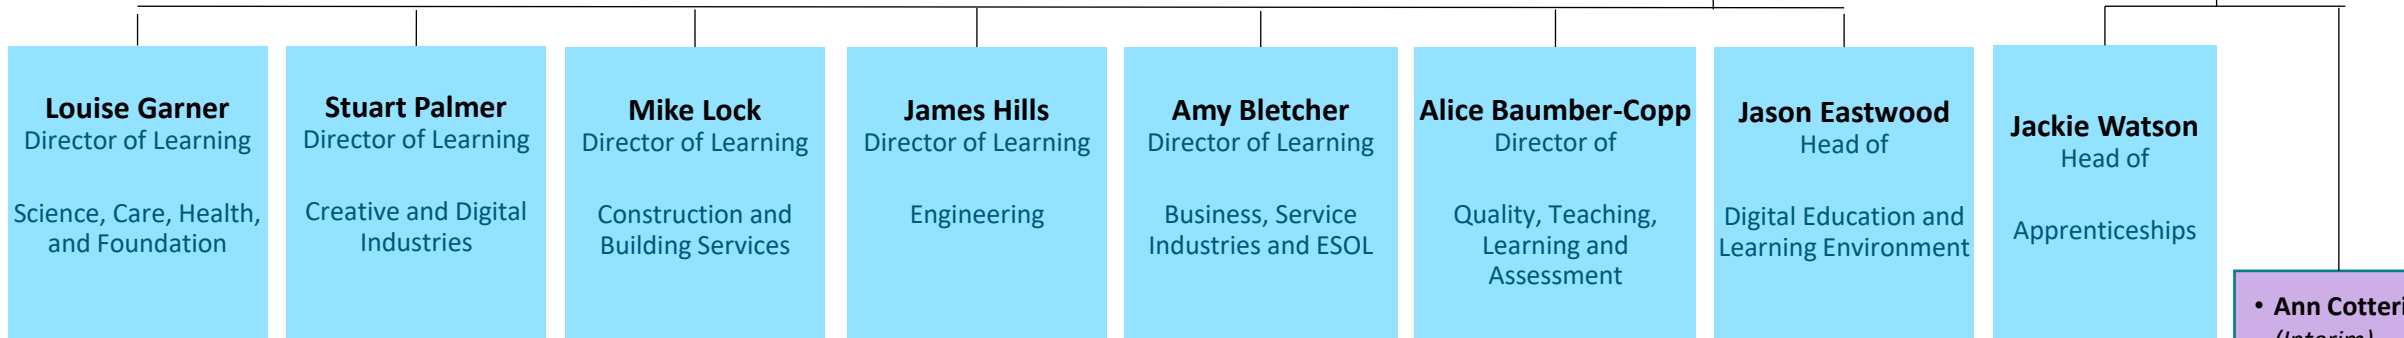 Louise Garner
Director of Learning
Science, Care, Health,
and Foundation
Stuart Palmer
Director of Learning
Creative and Digital
Industries
Mike Lock
Director of Learning
Construction and
Building Services
James Hills
Director of Learning
Engineering
Amy Bletcher
Director of Learning
Business, Service
Industries and ESOL
Alice Baumber-Copp
Director of
Quality, Teaching,
Learning and
Assessment
Jason Eastwood
Head of
Digital Education and
Learning Environment
Jackie Watson
Head of
Apprenticeships
• Ann
(Interim)